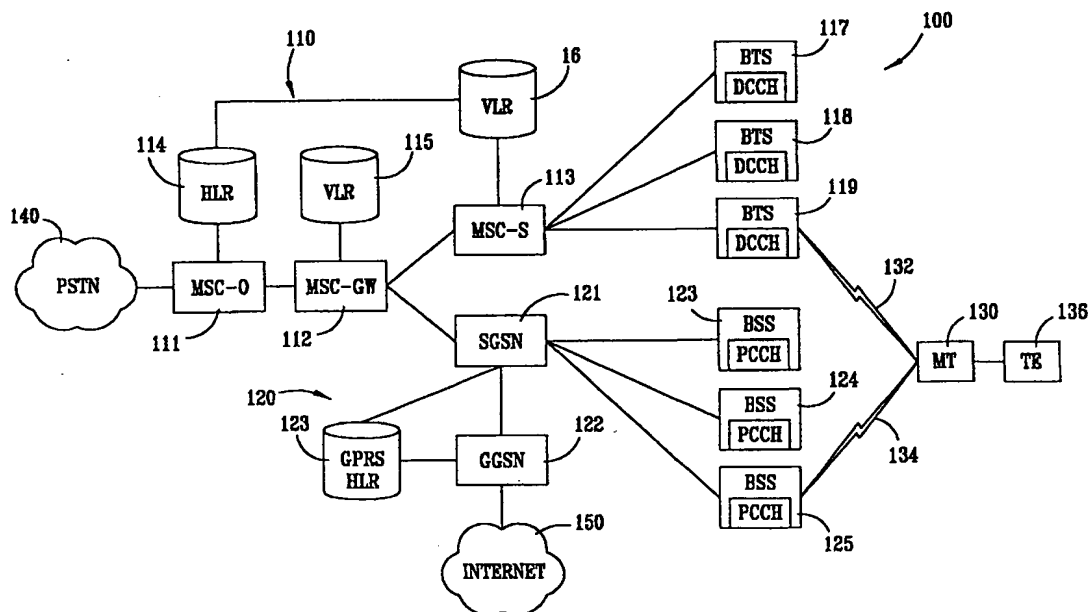 100
117
BTS
DCCH
110
16
VLR
118
BTS
DCCH
114
HLR
115
VLR
113
MSC-S
119
BTS
DCCH
140
PSTN
MSC-O
111
MSC-GW
112
132
121
SGSN
123
BSS
PCCH
130
MT
136
TE
120
123
GPRS
HLR
GGSN
122
124
BSS
PCCH
134
BSS
PCCH
125
150
INTERNET